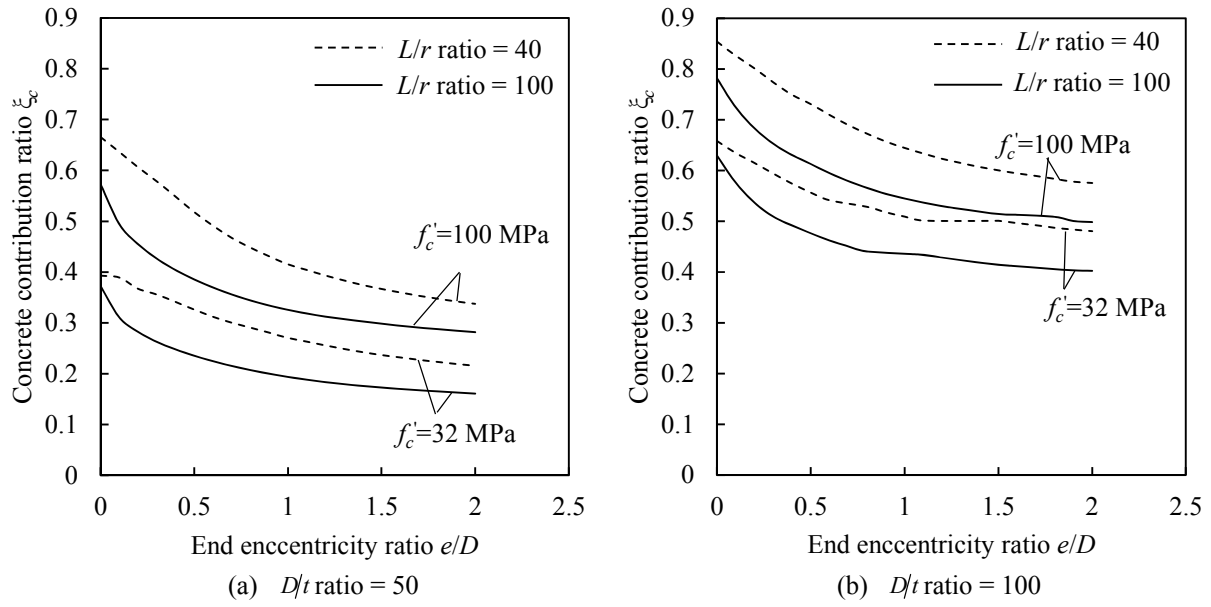 0.9
0.8
0.7
0.6
0.5
0.4
0.3
0.2
0.1
0
Concrete contribution ratio ξc
L/r ratio = 40
L/r ratio = 100
fc'=100 MPa
fc'=32 MPa
0 0.5 1 1.5 2 2.5
End enccentricity ratio e/D
(a) D/t ratio = 50
0.9
0.8
0.7
0.6
0.5
0.4
0.3
0.2
0.1
0
Concrete contribution ratio ξc
L/r ratio = 40
L/r ratio = 100
fc'=100 MPa
fc'=32 MPa
0 0.5 1 1.5 2 2.5
End enccentricity ratio e/D
(b) D/t ratio = 100